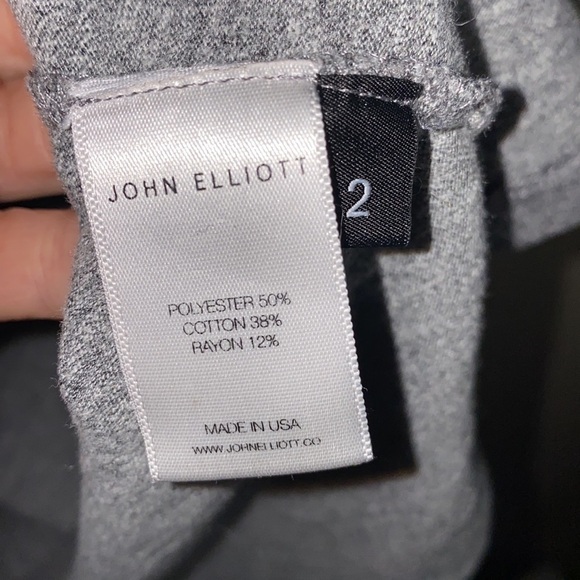 JOHN ELLIOTT
2
POLYESTER 50%
COTTON 38%
RAYON 12%
MADE IN USA
WWW.JOHNELLIOTT.CO